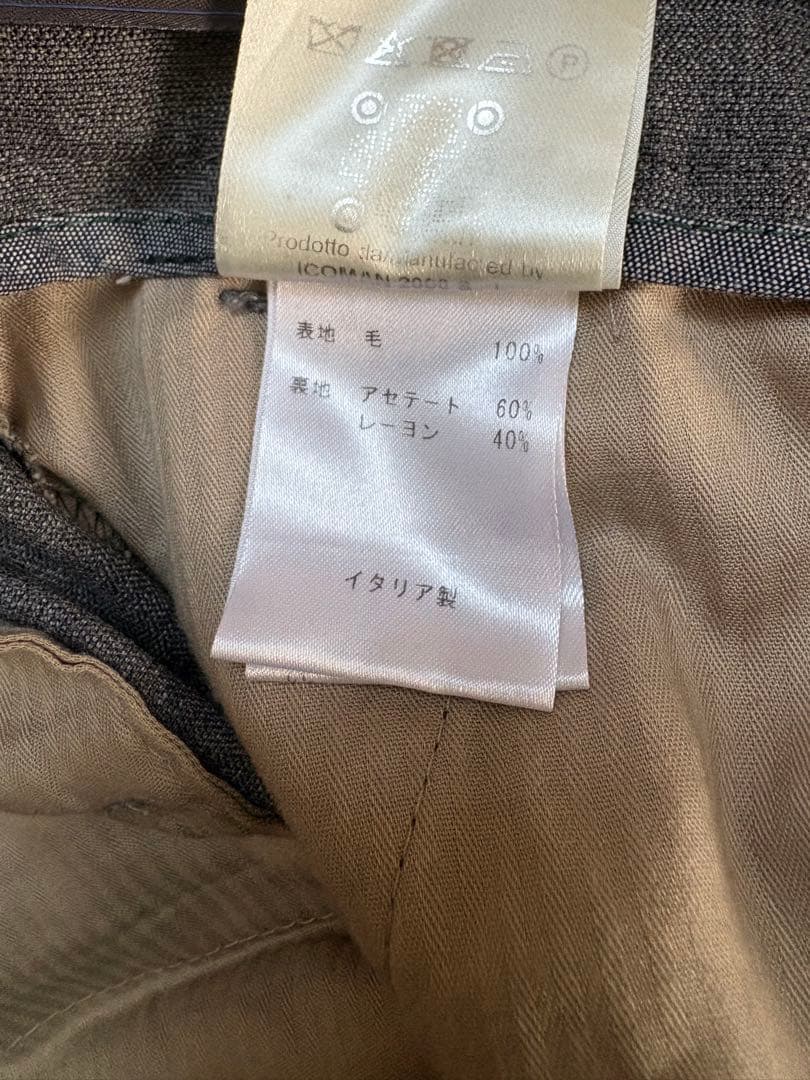 P
Prodotto da/Manufactured by
ICOMAN 2000
表地 毛 100%
裏地 アセテート 60%
レーヨン 40%
イタリア製